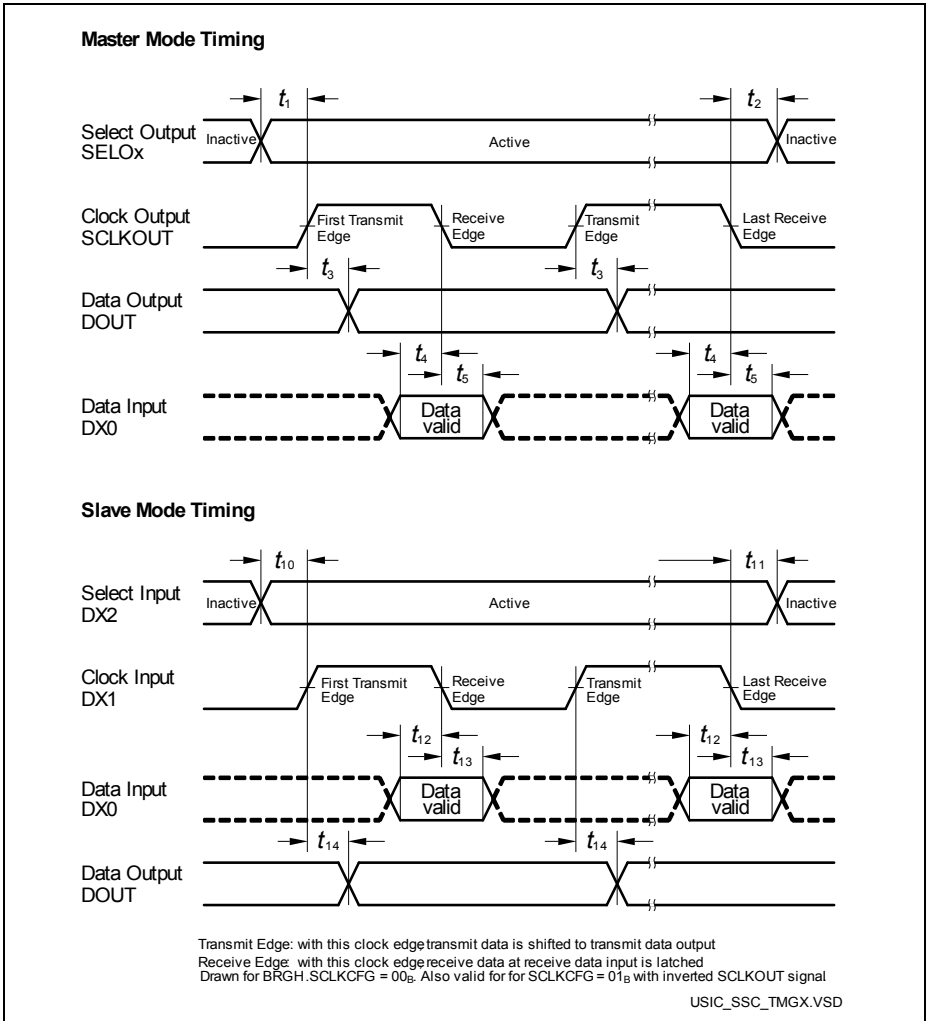 Master Mode Timing
t1
t2
Select Output
SELOx
Inactive
Active
Inactive
Clock Output
SCLKOUT
First Transmit
Edge
Receive
Edge
Transmit
Edge
Last Receive
Edge
t3
t3
Data Output
DOUT
t4
t5
t4
t5
Data Input
DX0
Data
valid
Data
valid
Slave Mode Timing
t10
t11
Select Input
DX2
Inactive
Active
Inactive
Clock Input
DX1
First Transmit
Edge
Receive
Edge
Transmit
Edge
Last Receive
Edge
t12
t13
t12
t13
Data Input
DX0
Data
valid
Data
valid
t14
t14
Data Output
DOUT
Transmit Edge: with this clock edge, transmit data is shifted to transmit data output
Receive Edge: with this clock edge, receive data at receive data input is latched
Drawn for BRGH.SCLKCFG = 00B. Also valid for for SCLKCFG = 01B with inverted SCLKOUT signal.
USIC_SSC_TMGX.VSD